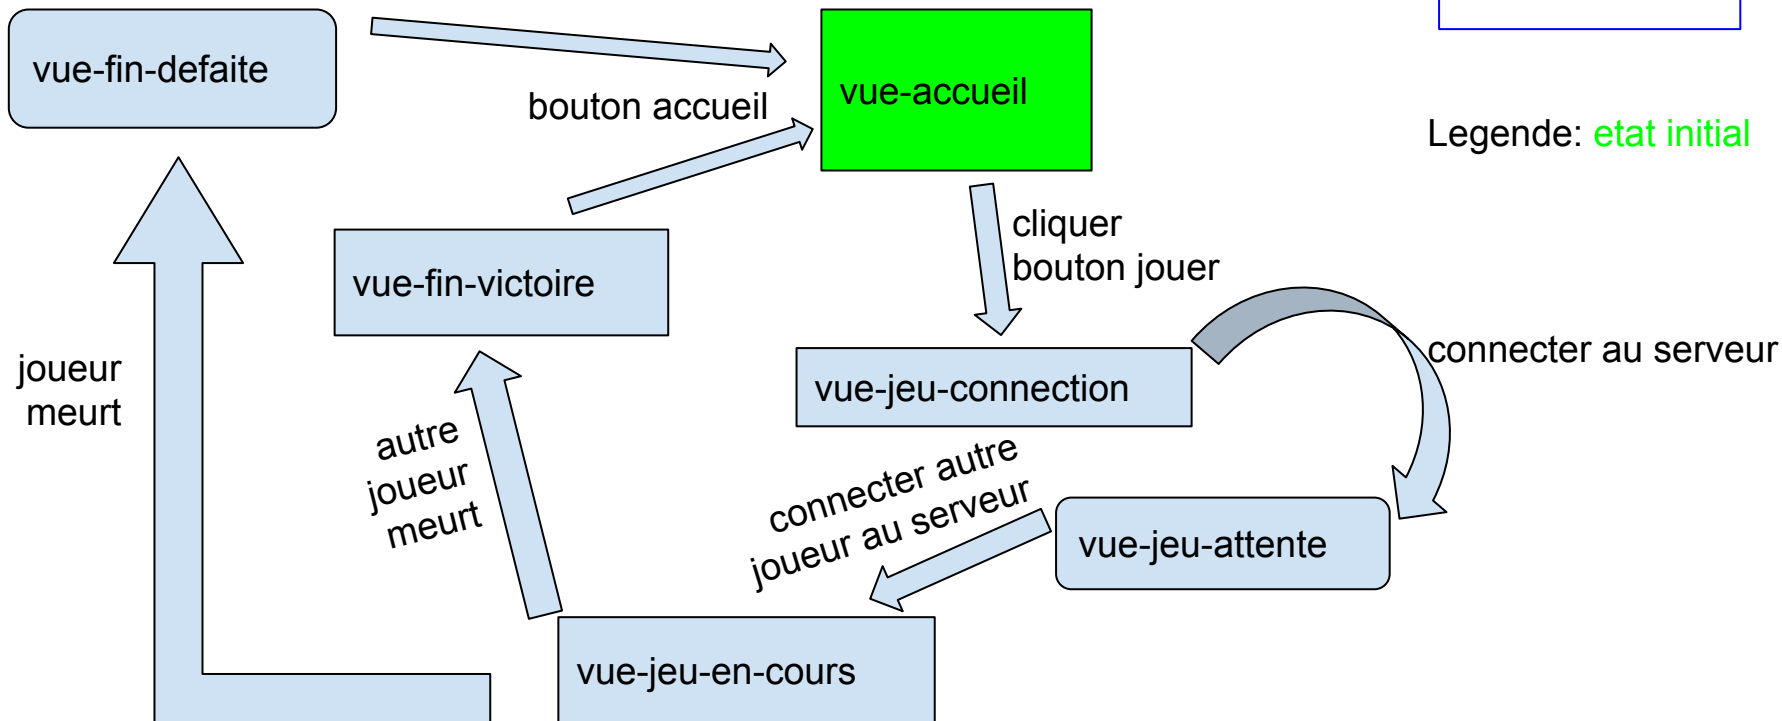 vue-fin-defaite
vue-accueil
bouton accueil
Legende: etat initial
cliquer
bouton jouer
vue-fin-victoire
connecter au serveur
joueur
meurt
vue-jeu-connection
autre
joueur
meurt
connecter autre
joueur au serveur
vue-jeu-attente
vue-jeu-en-cours